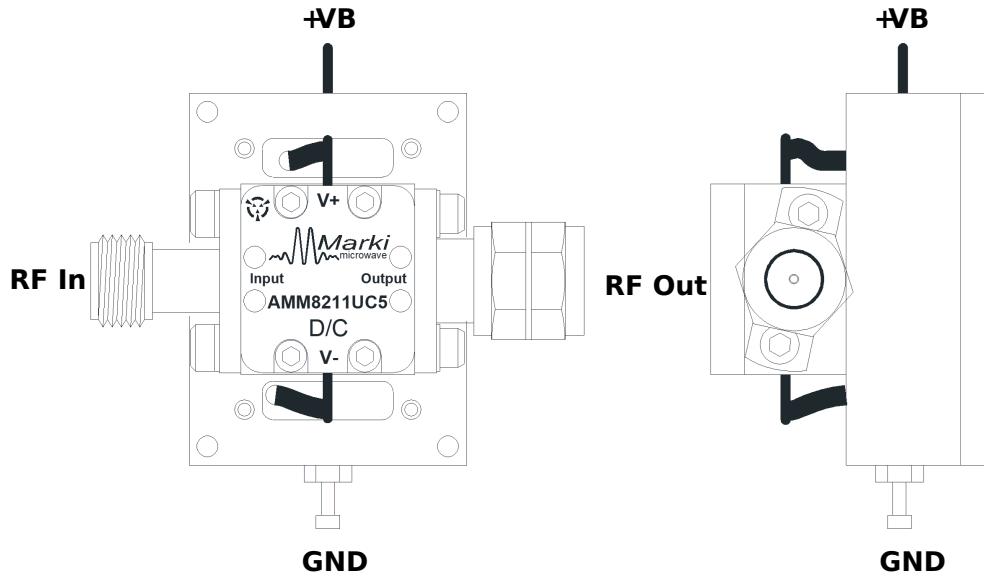 +VB
+VB
V+
Marki
microwave
RF In
Input
Output
RF Out
AMM8211UC5
D/C
V-
GND
GND